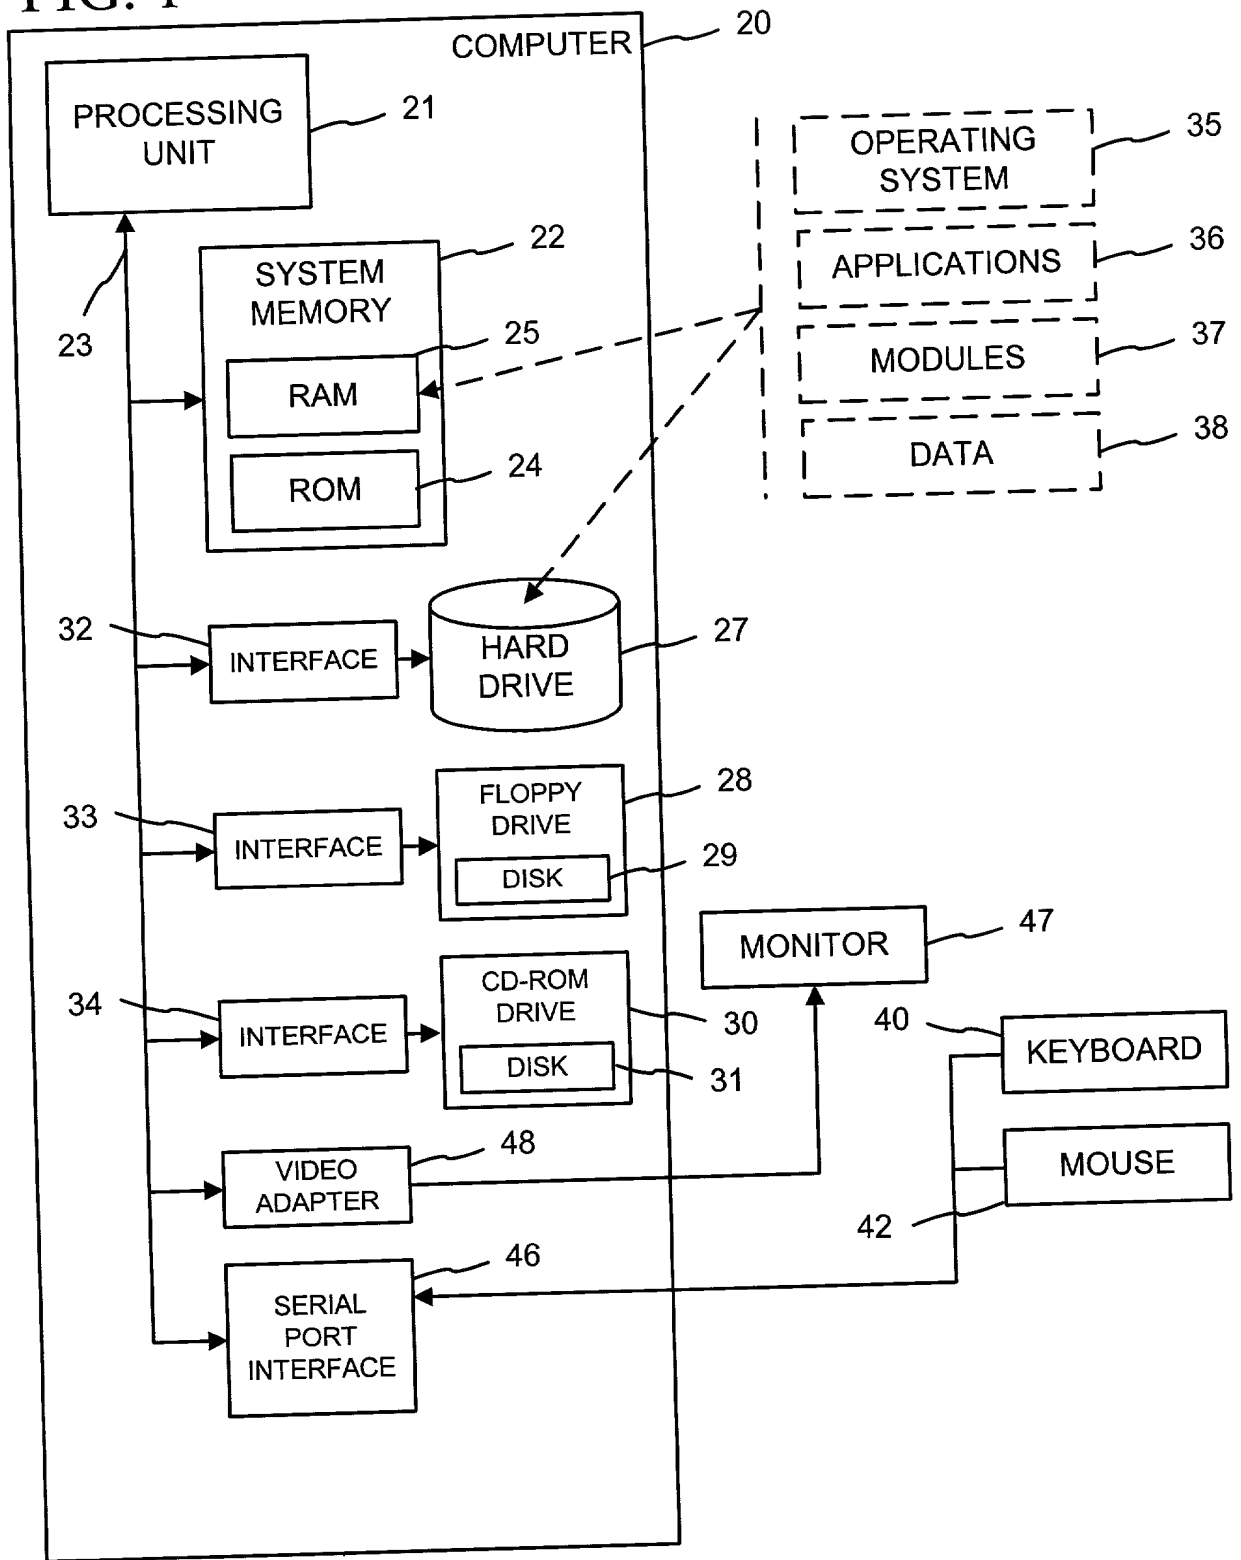 COMPUTER
20
PROCESSING
UNIT
21
23
SYSTEM
MEMORY
22
RAM
25
ROM
24
OPERATING
SYSTEM
35
APPLICATIONS
36
MODULES
37
DATA
38
32
INTERFACE
HARD
DRIVE
27
33
INTERFACE
FLOPPY
DRIVE
28
DISK
29
34
INTERFACE
CD-ROM
DRIVE
30
DISK
31
MONITOR
47
40
KEYBOARD
MOUSE
42
VIDEO
ADAPTER
48
SERIAL
PORT
INTERFACE
46